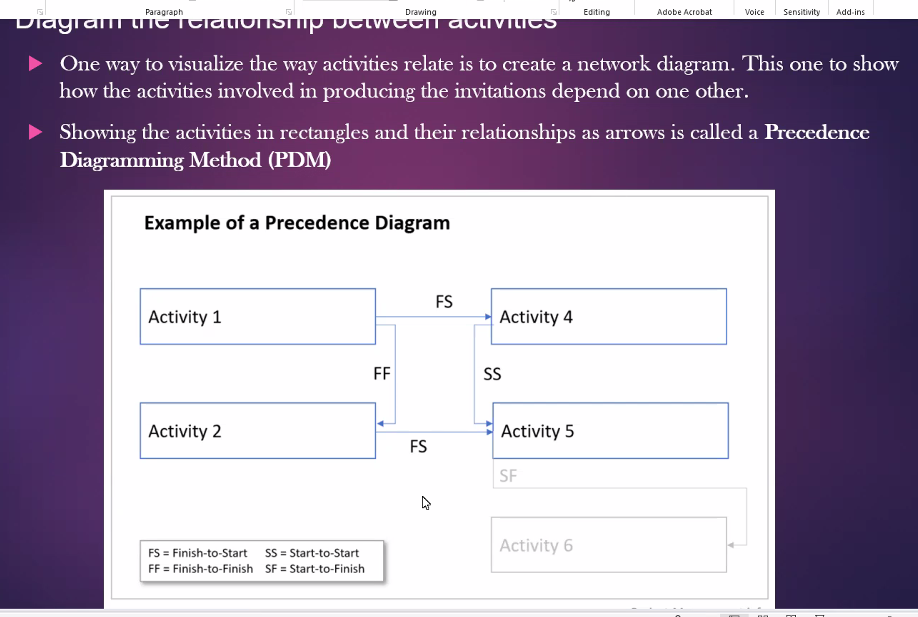 Paragraph Drawing Editing Adobe Acrobat Voice Sensitivity Add-ins
Diagram the relationship between activities
One way to visualize the way activities relate is to create a network diagram. This one to show
how the activities involved in producing the invitations depend on one other.
Showing the activities in rectangles and their relationships as arrows is called a Precedence
Diagramming Method (PDM)
Example of a Precedence Diagram
FS
Activity 1
Activity 4
FF
SS
Activity 2
Activity 5
FS
SF
Activity 6
FS = Finish-to-Start SS = Start-to-Start
FF = Finish-to-Finish SF = Start-to-Finish